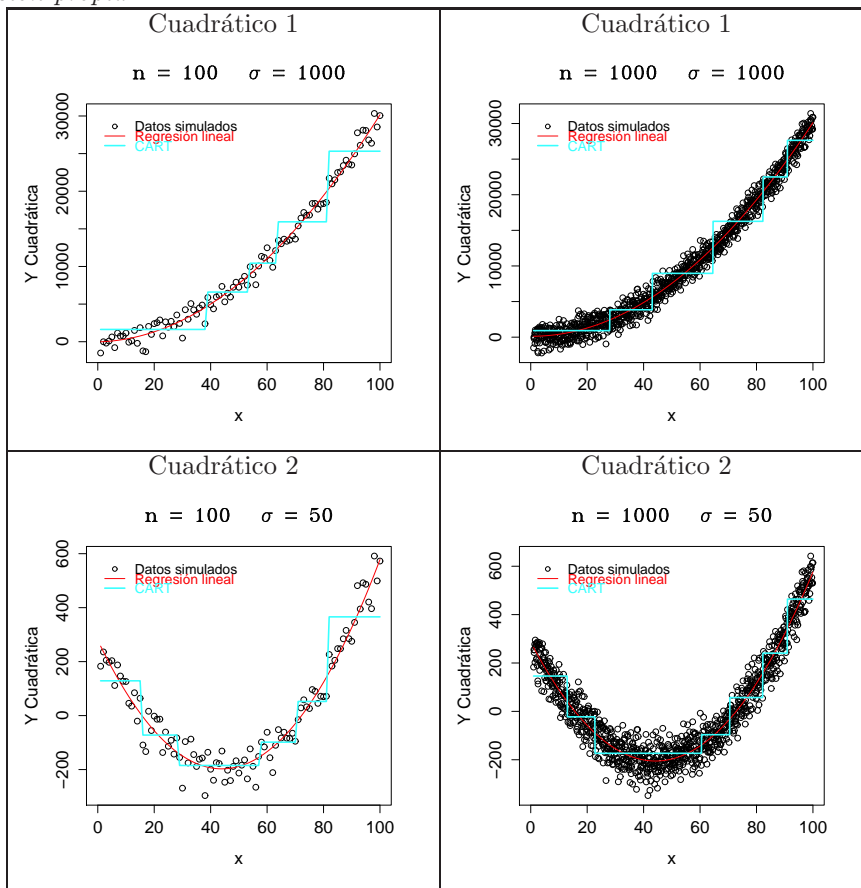 Cuadrático 1
n = 100 σ = 1000
Datos simulados
Regresión lineal
CART
Y Cuadrática
0 10000 20000 30000
0 20 40 60 80 100
x
Cuadrático 1
n = 1000 σ = 1000
Datos simulados
Regresión lineal
CART
Y Cuadrática
0 10000 20000 30000
0 20 40 60 80 100
x
Cuadrático 2
n = 100 σ = 50
Datos simulados
Regresión lineal
CART
Y Cuadrática
−200 0 200 400 600
0 20 40 60 80 100
x
Cuadrático 2
n = 1000 σ = 50
Datos simulados
Regresión lineal
CART
Y Cuadrática
−200 0 200 400 600
0 20 40 60 80 100
x